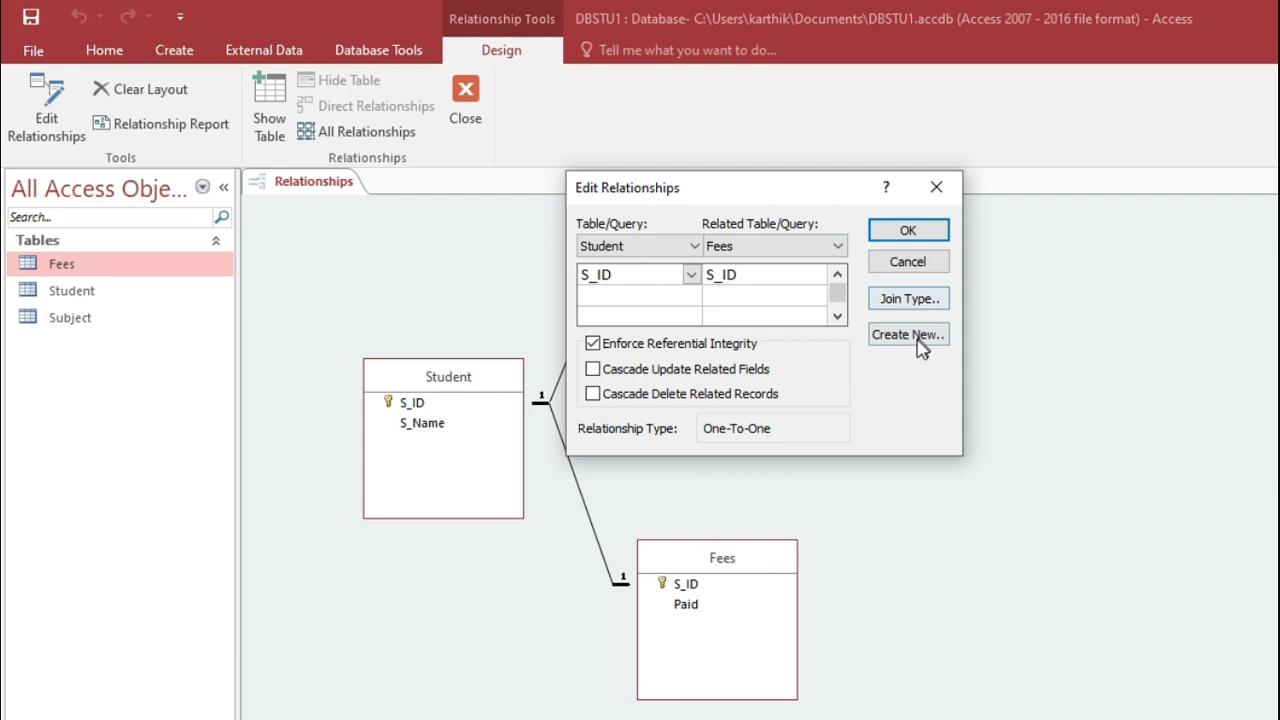 Relationship Tools
DBSTU1 : Database- C:\Users\karthik\Documents\DBSTU1.accdb (Access 2007 - 2016 file format) - Access
File
Home
Create
External Data
Database Tools
Design
Tell me what you want to do...
Edit
Relationships
Clear Layout
Relationship Report
Tools
Show
Table
Hide Table
Direct Relationships
All Relationships
Relationships
Close
All Access Obje...
«
Search...
Tables
Fees
Student
Subject
Relationships
Edit Relationships
?
Table/Query:
Related Table/Query:
Student
Fees
S_ID
S_ID
Enforce Referential Integrity
Cascade Update Related Fields
Cascade Delete Related Records
Relationship Type:
One-To-One
OK
Cancel
Join Type..
Create New..
Student
S_ID
S_Name
1
1
Fees
S_ID
Paid